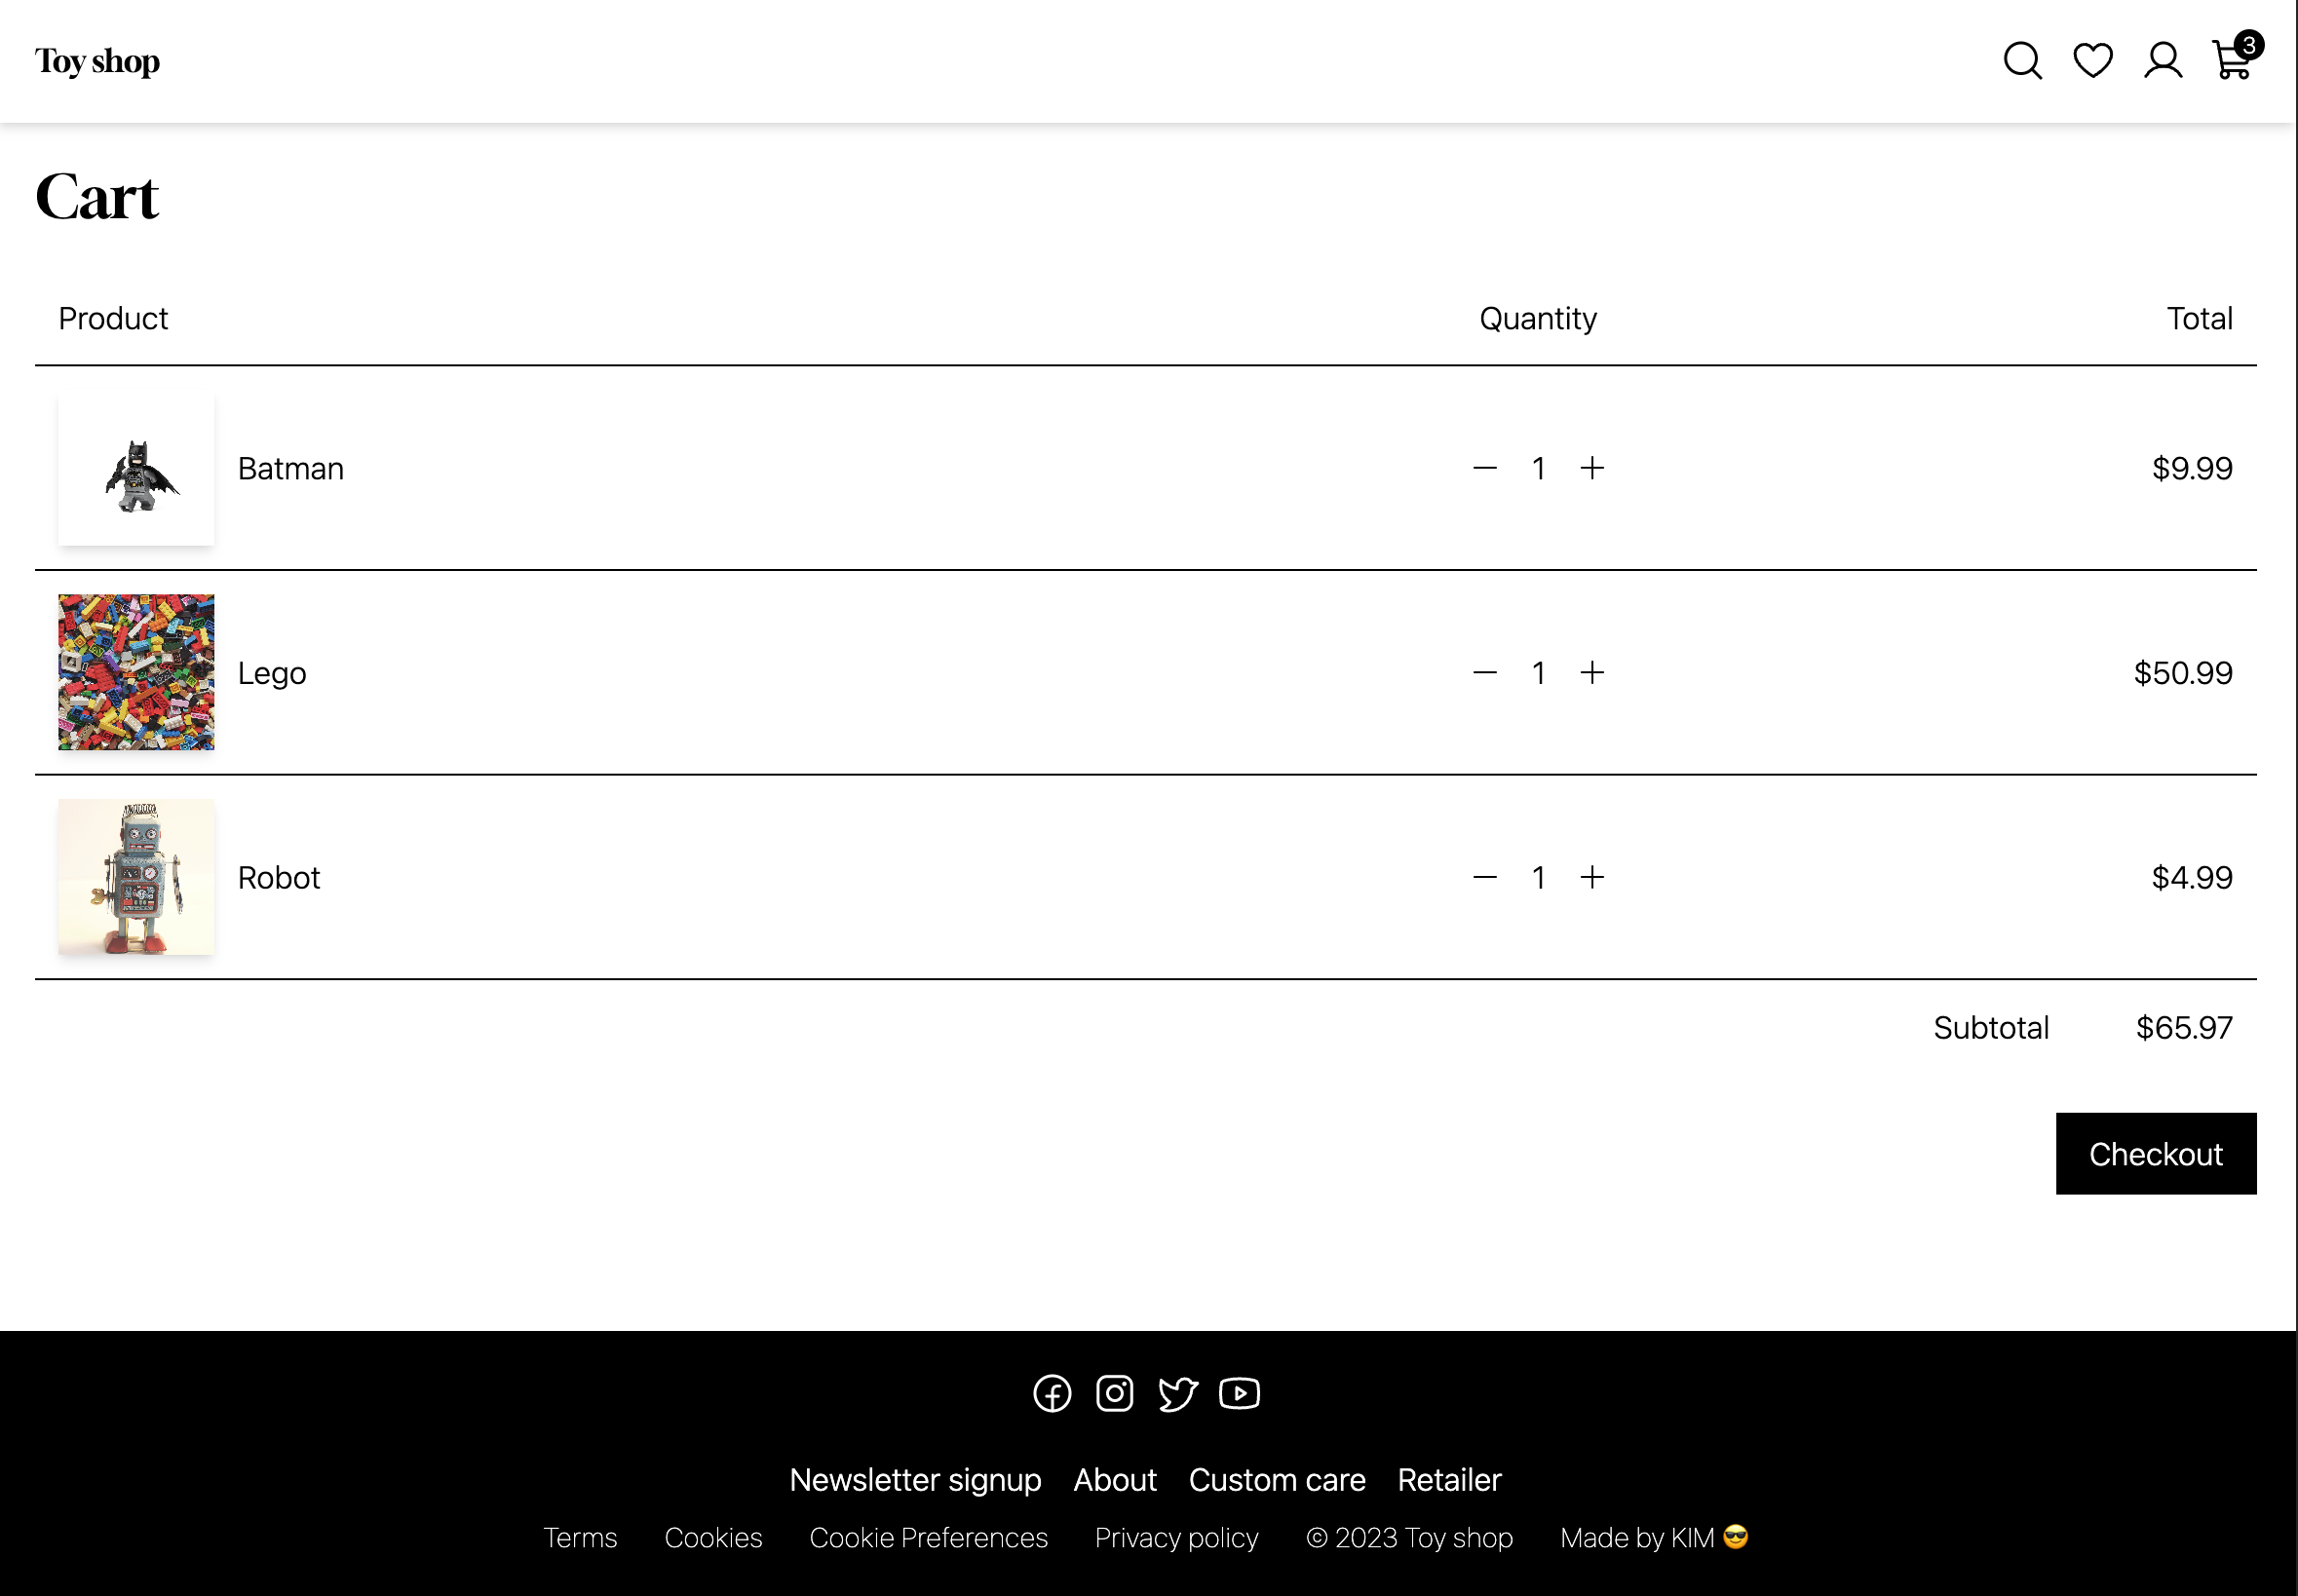 Toy shop
3
Cart
Product Quantity Total
Batman 1 $9.99
Lego 1 $50.99
Robot 1 $4.99
Subtotal $65.97
Checkout
Newsletter signup About Custom care Retailer
Terms Cookies Cookie Preferences Privacy policy © 2023 Toy shop Made by KIM 😎